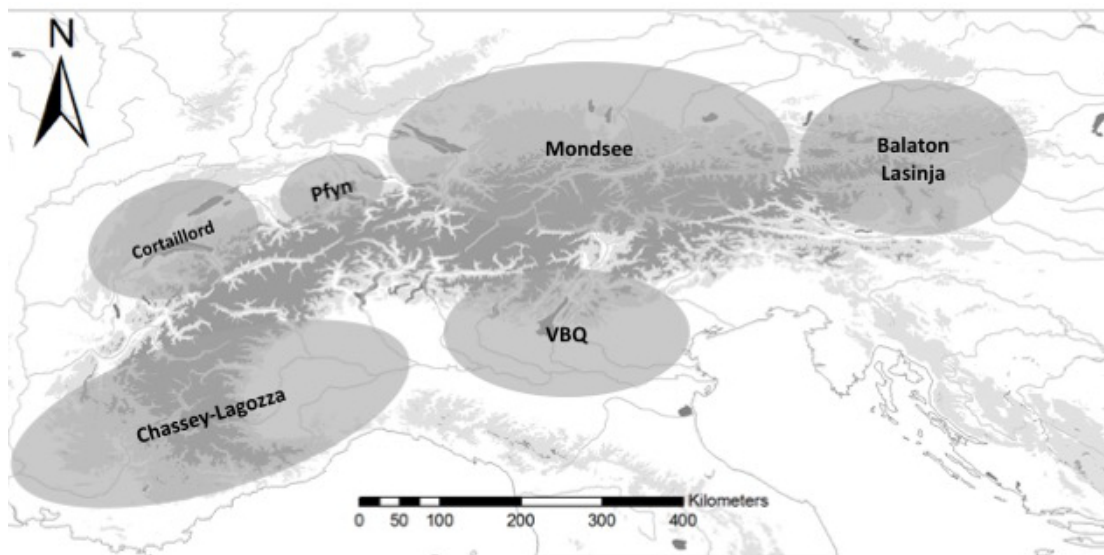 N
Mondsee
Balaton
Lasinja
Pfyn
Cortaillord
VBQ
Chassey-Lagozza
Kilometers
0 50 100 200 300 400